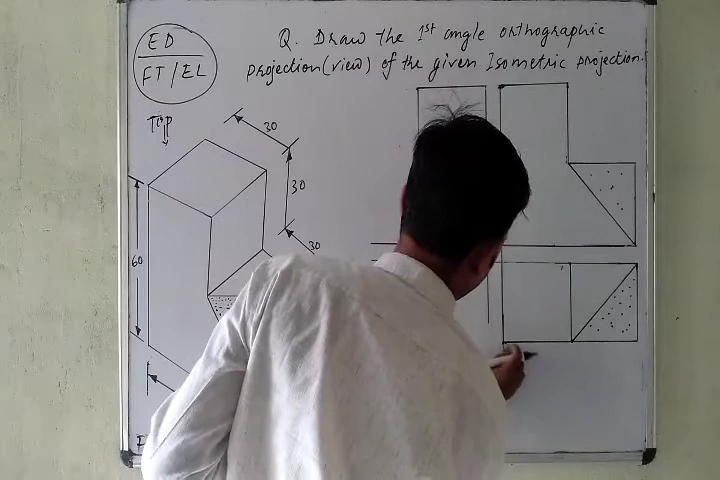 ED
FT/EL
Q. Draw the 1st angle orthographic
projection(view) of the given Isometric projection.
TOP
30
30
30
60